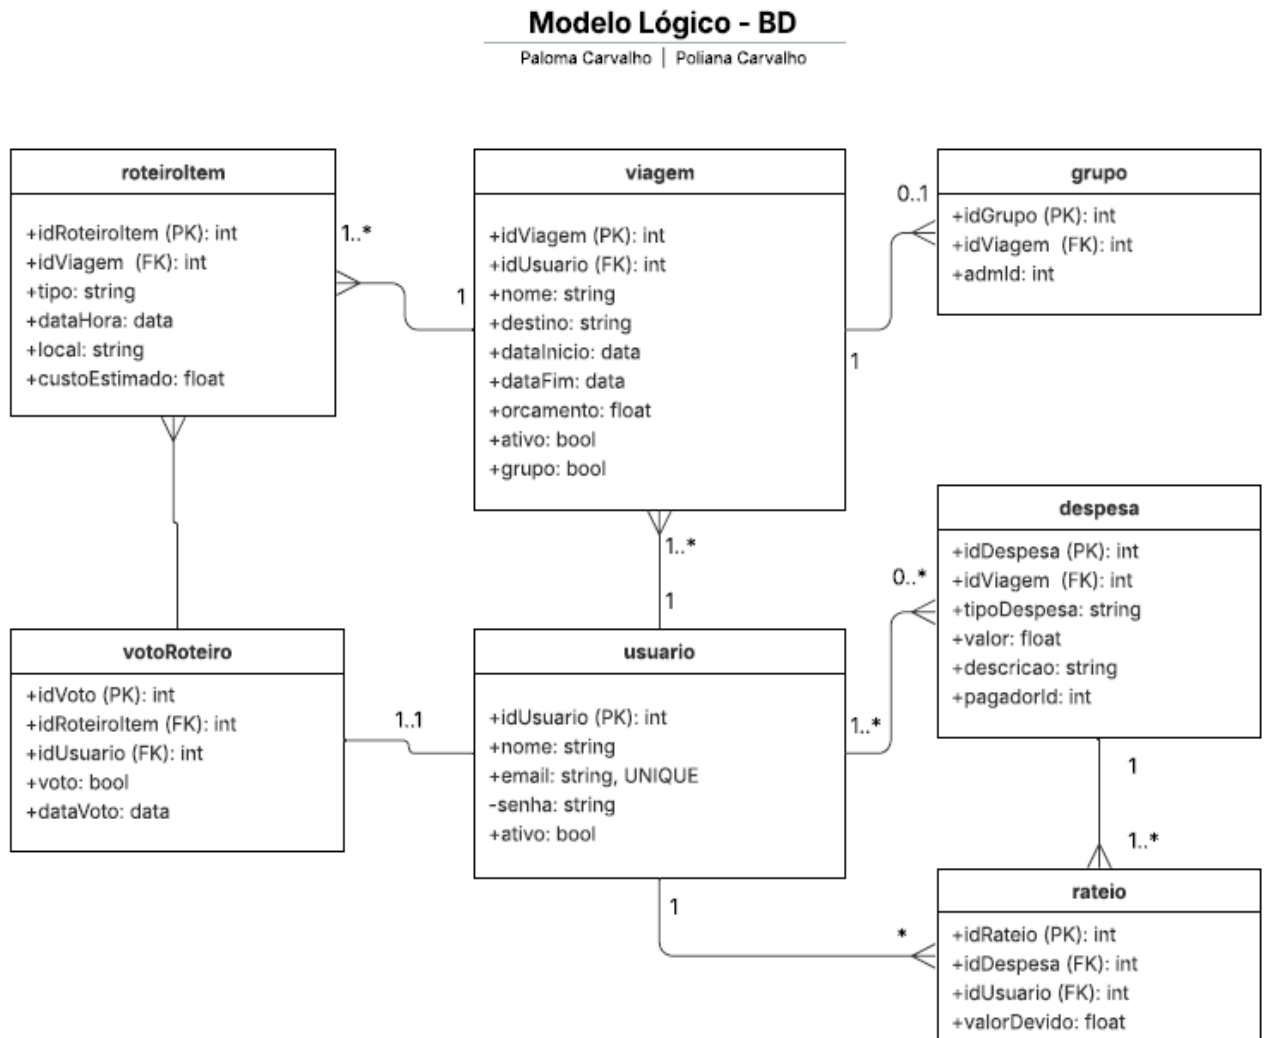 Modelo Lógico - BD
Paloma Carvalho | Poliana Carvalho
roteiroItem
+idRoteiroItem (PK): int
+idViagem (FK): int
+tipo: string
+dataHora: data
+local: string
+custoEstimado: float
1..*
1
viagem
+idViagem (PK): int
+idUsuario (FK): int
+nome: string
+destino: string
+dataInicio: data
+dataFim: data
+orcamento: float
+ativo: bool
+grupo: bool
0..1
1
grupo
+idGrupo (PK): int
+idViagem (FK): int
+admId: int
1..*
1
votoRoteiro
+idVoto (PK): int
+idRoteiroItem (FK): int
+idUsuario (FK): int
+voto: bool
+dataVoto: data
1..1
usuario
+idUsuario (PK): int
+nome: string
+email: string, UNIQUE
-senha: string
+ativo: bool
0..*
1..*
despesa
+idDespesa (PK): int
+idViagem (FK): int
+tipoDespesa: string
+valor: float
+descricao: string
+pagadorId: int
1
1..*
1
*
rateio
+idRateio (PK): int
+idDespesa (FK): int
+idUsuario (FK): int
+valorDevido: float